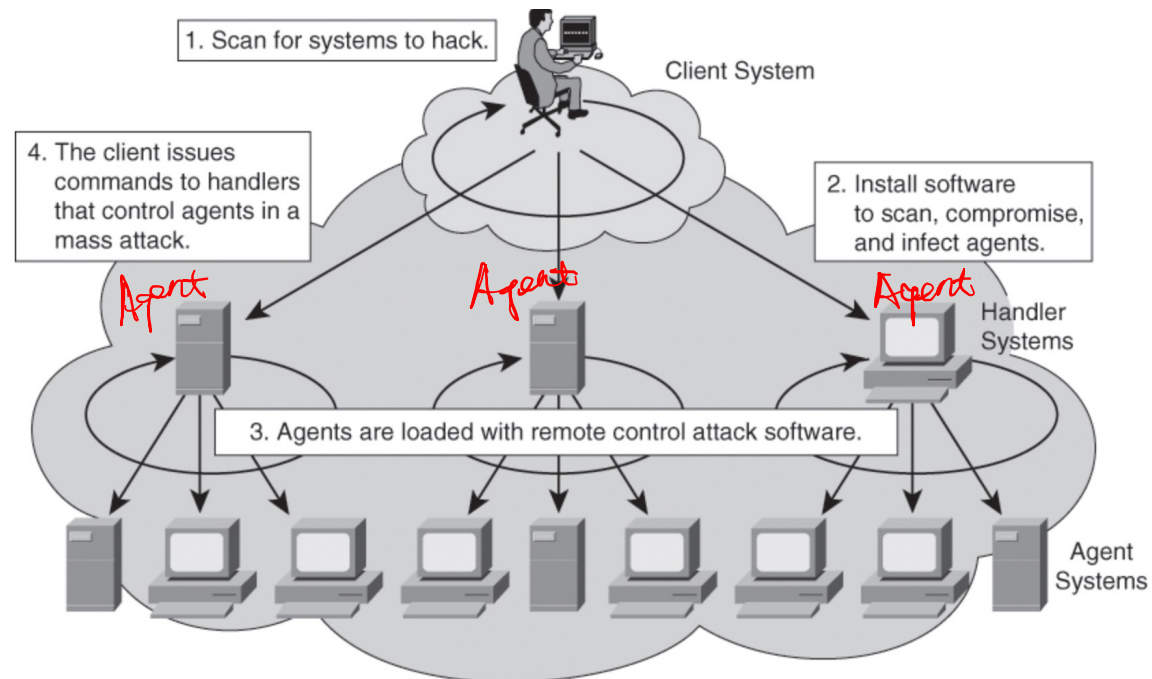 1. Scan for systems to hack.
Client System
4. The client issues
commands to handlers
that control agents in a
mass attack.
2. Install software
to scan, compromise,
and infect agents.
Agent
Agent
Agent
Handler
Systems
3. Agents are loaded with remote control attack software.
Agent
Systems